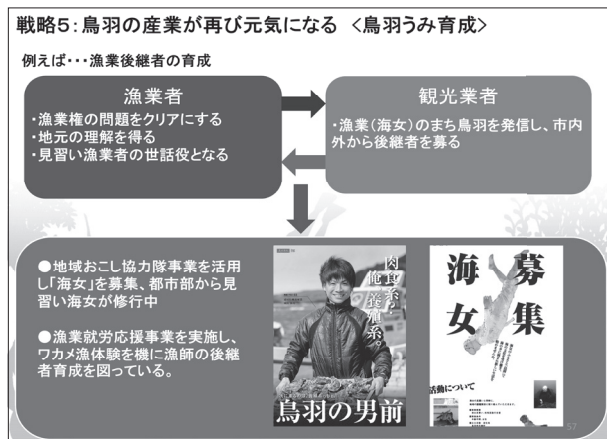 戦略5:鳥羽の産業が再び元気になる <鳥羽うみ育成>
例えば・・・漁業後継者の育成
漁業者
・漁業権の問題をクリアにする
・地元の理解を得る
・見習い漁業者の世話役となる
観光業者
・漁業(海女)のまち鳥羽を発信し、市内
外から後継者を募る
●地域おこし協力隊事業を活用
し「海女」を募集、都市部から見
習い海女が修行中
●漁業就労応援事業を実施し、
ワカメ漁体験を機に漁師の後継
者育成を図っている。
肉食系?
俺、養殖系。
鳥羽の男前
募集
海女
活動について
57